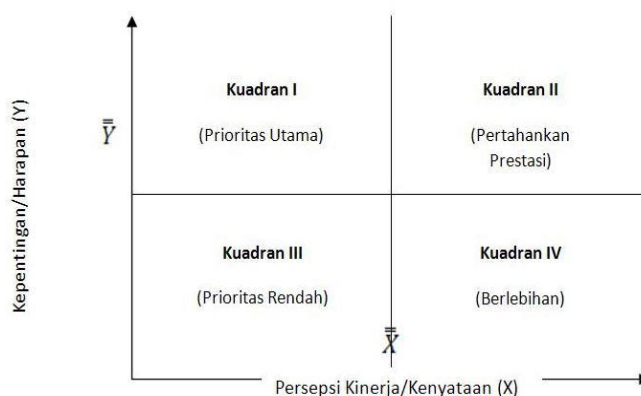 Kepentingan/Harapan (Y)
Kuadran I
(Prioritas Utama)
Kuadran II
(Pertahankan
Prestasi)
Y̿
Kuadran III
(Prioritas Rendah)
Kuadran IV
(Berlebihan)
X̿
Persepsi Kinerja/Kenyataan (X)